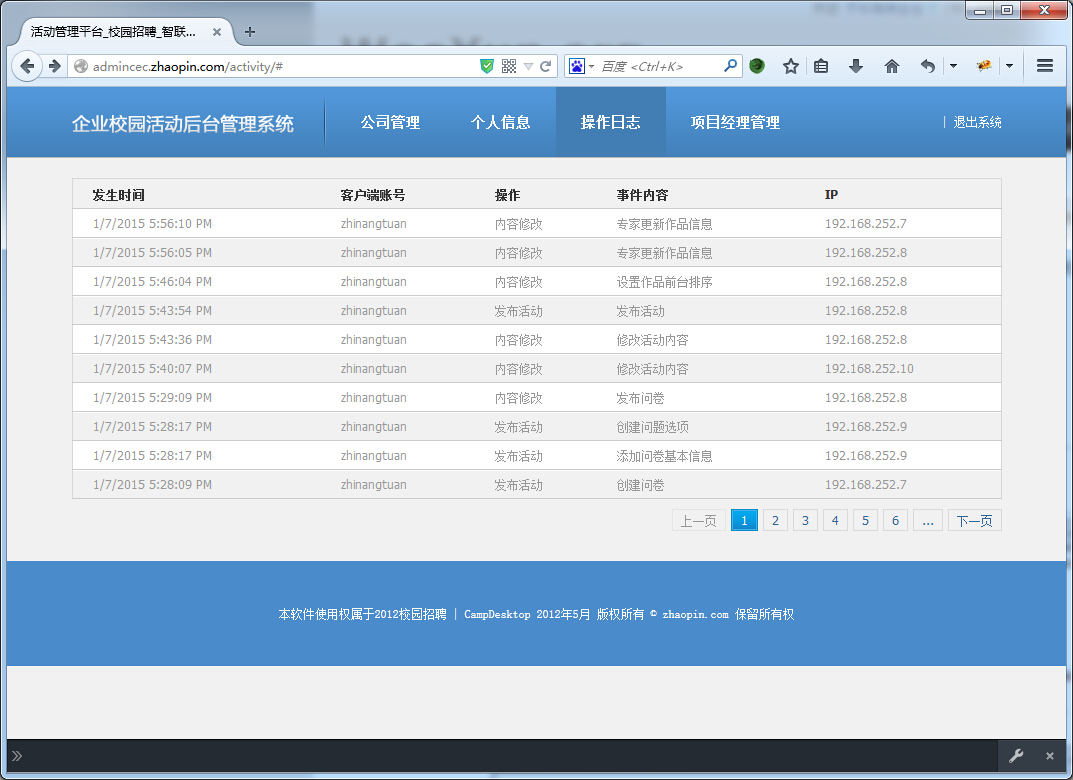 活动管理平台_校园招聘_智联...
admincec.zhaopin.com/activity/#
百度 <Ctrl+K>
企业校园活动后台管理系统 公司管理 个人信息 操作日志 项目经理管理 | 退出系统
发生时间 客户端账号 操作 事件内容 IP
1/7/2015 5:56:10 PM zhinangtuan 内容修改 专家更新作品信息 192.168.252.7
1/7/2015 5:56:05 PM zhinangtuan 内容修改 专家更新作品信息 192.168.252.8
1/7/2015 5:46:04 PM zhinangtuan 内容修改 设置作品前台排序 192.168.252.8
1/7/2015 5:43:54 PM zhinangtuan 发布活动 发布活动 192.168.252.8
1/7/2015 5:43:36 PM zhinangtuan 内容修改 修改活动内容 192.168.252.8
1/7/2015 5:40:07 PM zhinangtuan 内容修改 修改活动内容 192.168.252.10
1/7/2015 5:29:09 PM zhinangtuan 内容修改 发布问卷 192.168.252.8
1/7/2015 5:28:17 PM zhinangtuan 发布活动 创建问题选项 192.168.252.9
1/7/2015 5:28:17 PM zhinangtuan 发布活动 添加问卷基本信息 192.168.252.9
1/7/2015 5:28:09 PM zhinangtuan 发布活动 创建问卷 192.168.252.7
上一页 1 2 3 4 5 6 ... 下一页
本软件使用权属于2012校园招聘 | CampDesktop 2012年5月 版权所有 © zhaopin.com 保留所有权